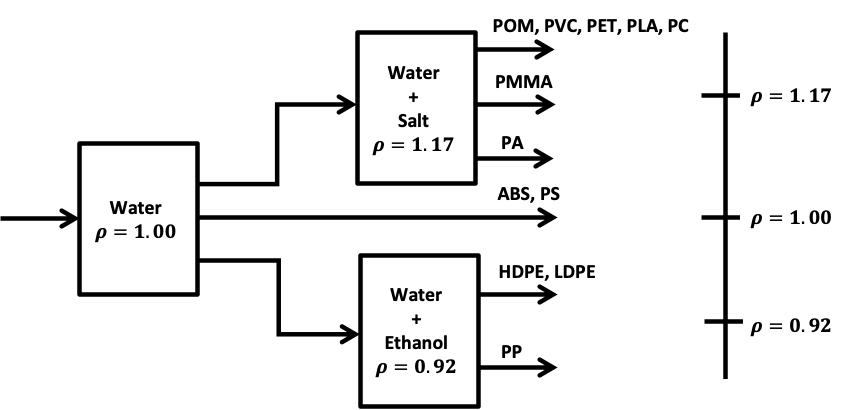 POM, PVC, PET, PLA, PC
Water
+
Salt
ρ = 1.17
PMMA
PA
ρ = 1.17
Water
ρ = 1.00
ABS, PS
ρ = 1.00
Water
+
Ethanol
ρ = 0.92
HDPE, LDPE
PP
ρ = 0.92